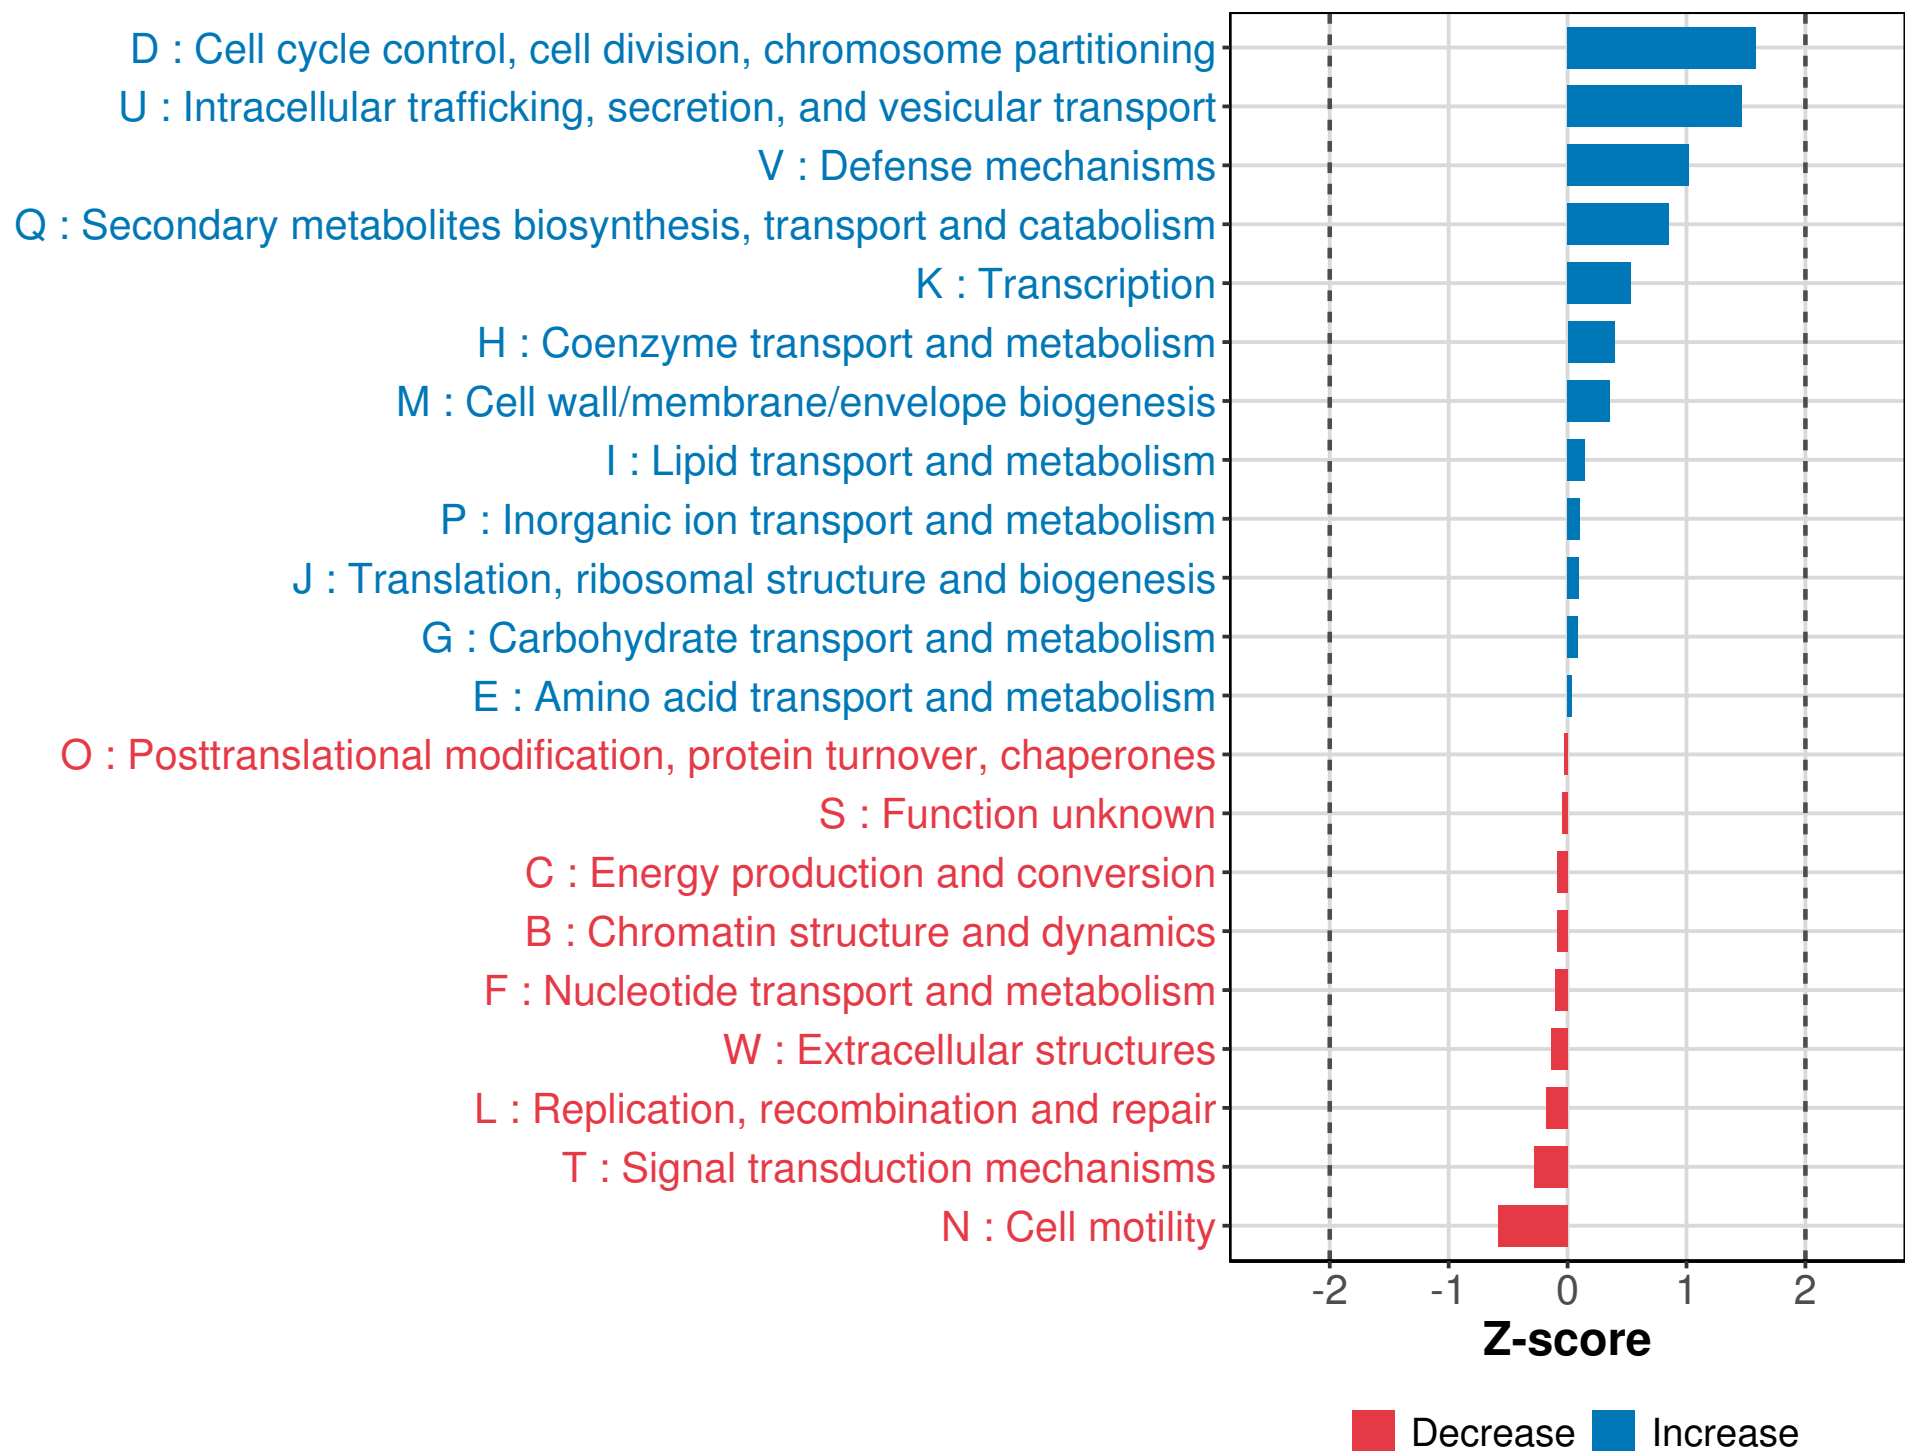 D : Cell cycle control, cell division, chromosome partitioning
U : Intracellular trafficking, secretion, and vesicular transport
V : Defense mechanisms
Q : Secondary metabolites biosynthesis, transport and catabolism
K : Transcription
H : Coenzyme transport and metabolism
M : Cell wall/membrane/envelope biogenesis
I : Lipid transport and metabolism
P : Inorganic ion transport and metabolism
J : Translation, ribosomal structure and biogenesis
G : Carbohydrate transport and metabolism
E : Amino acid transport and metabolism
O : Posttranslational modification, protein turnover, chaperones
S : Function unknown
C : Energy production and conversion
B : Chromatin structure and dynamics
F : Nucleotide transport and metabolism
W : Extracellular structures
L : Replication, recombination and repair
T : Signal transduction mechanisms
N : Cell motility
-2 -1 0 1 2
Z-score
Decrease Increase